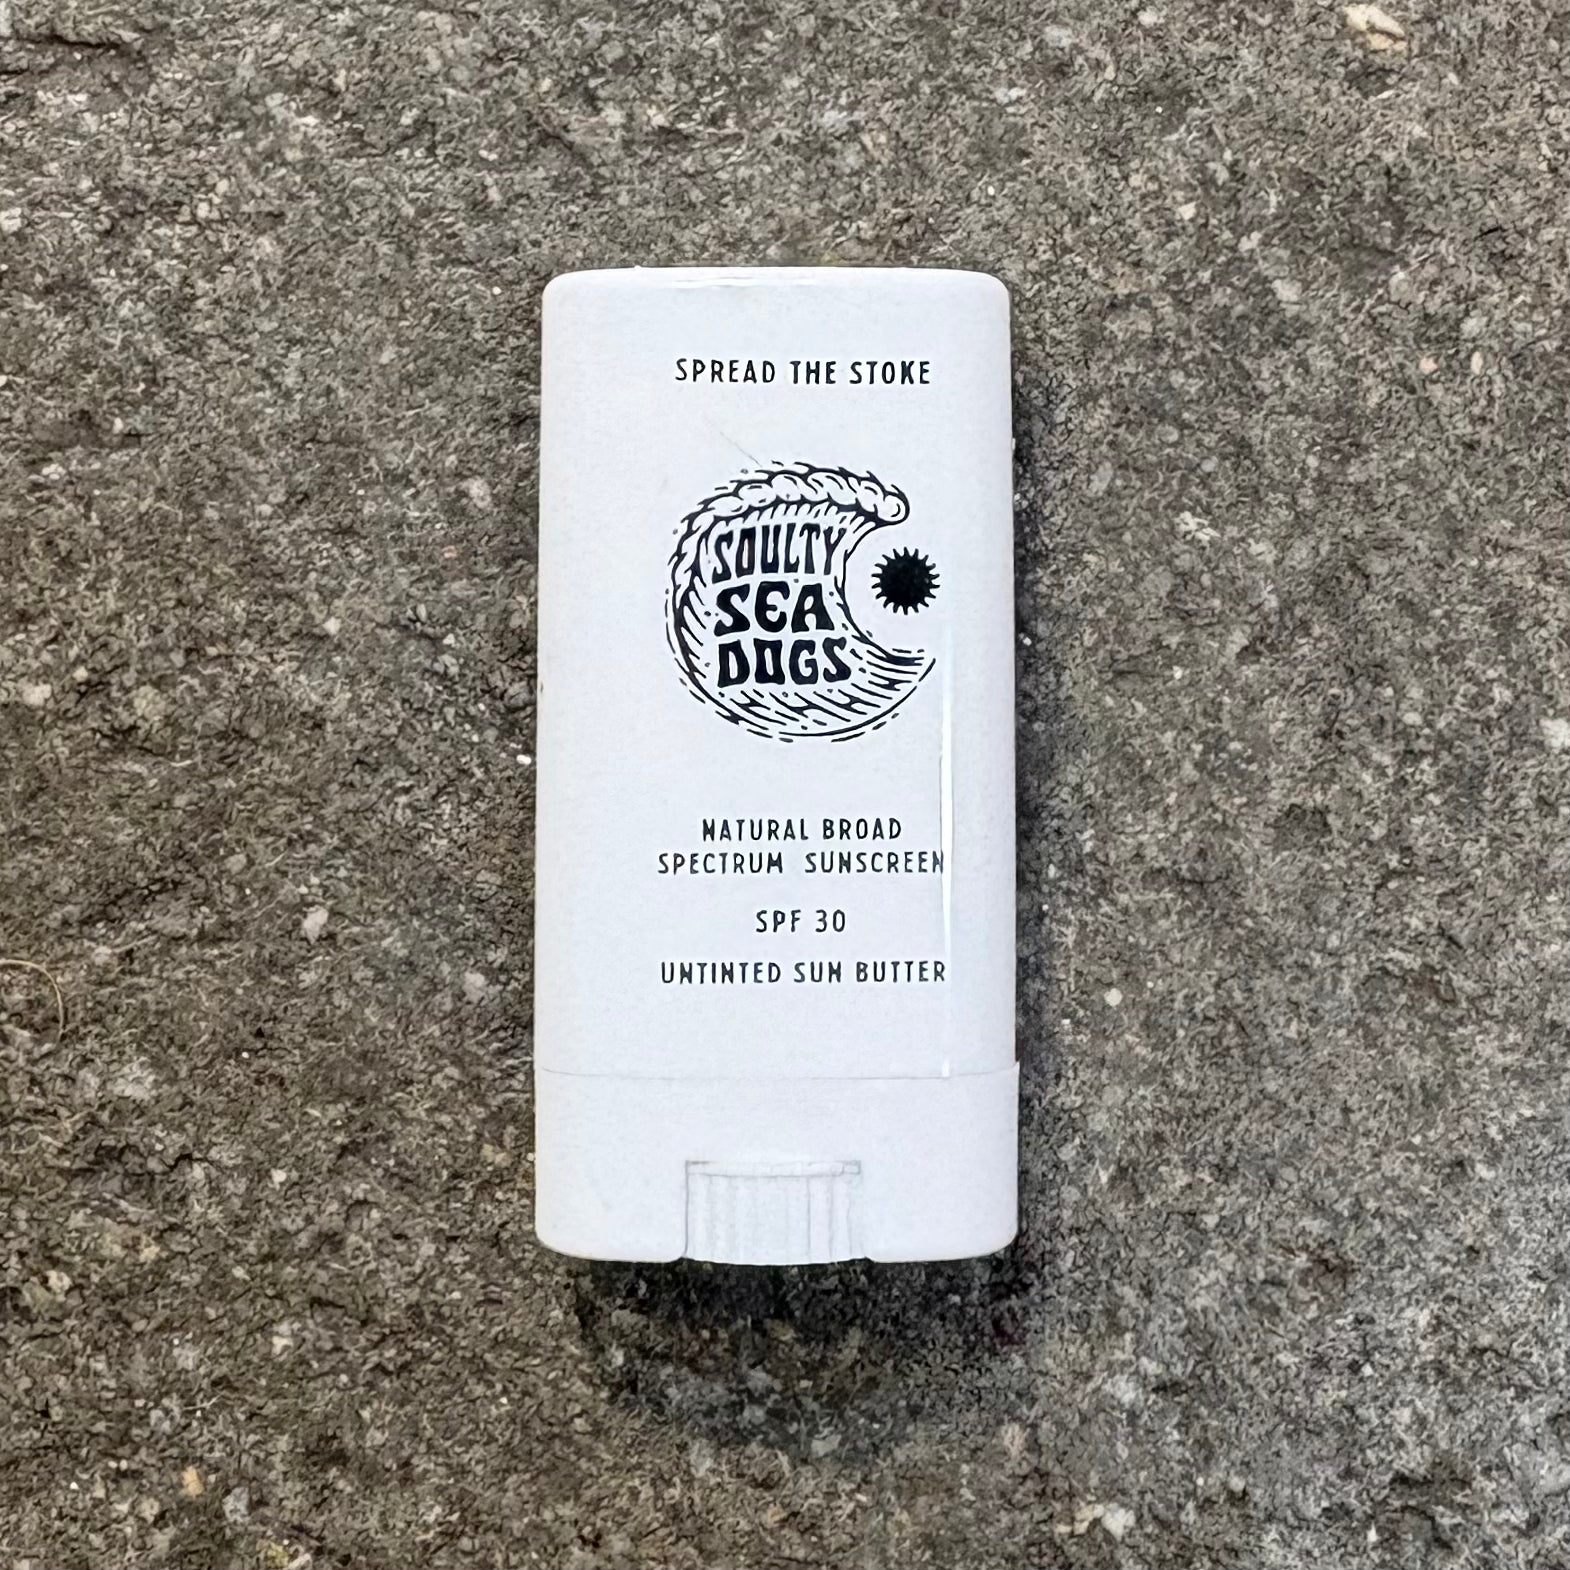 SPREAD THE STOKE
SOULTY
SEA
DOGS
NATURAL BROAD
SPECTRUM SUNSCREEN
SPF 30
UNTINTED SUN BUTTER